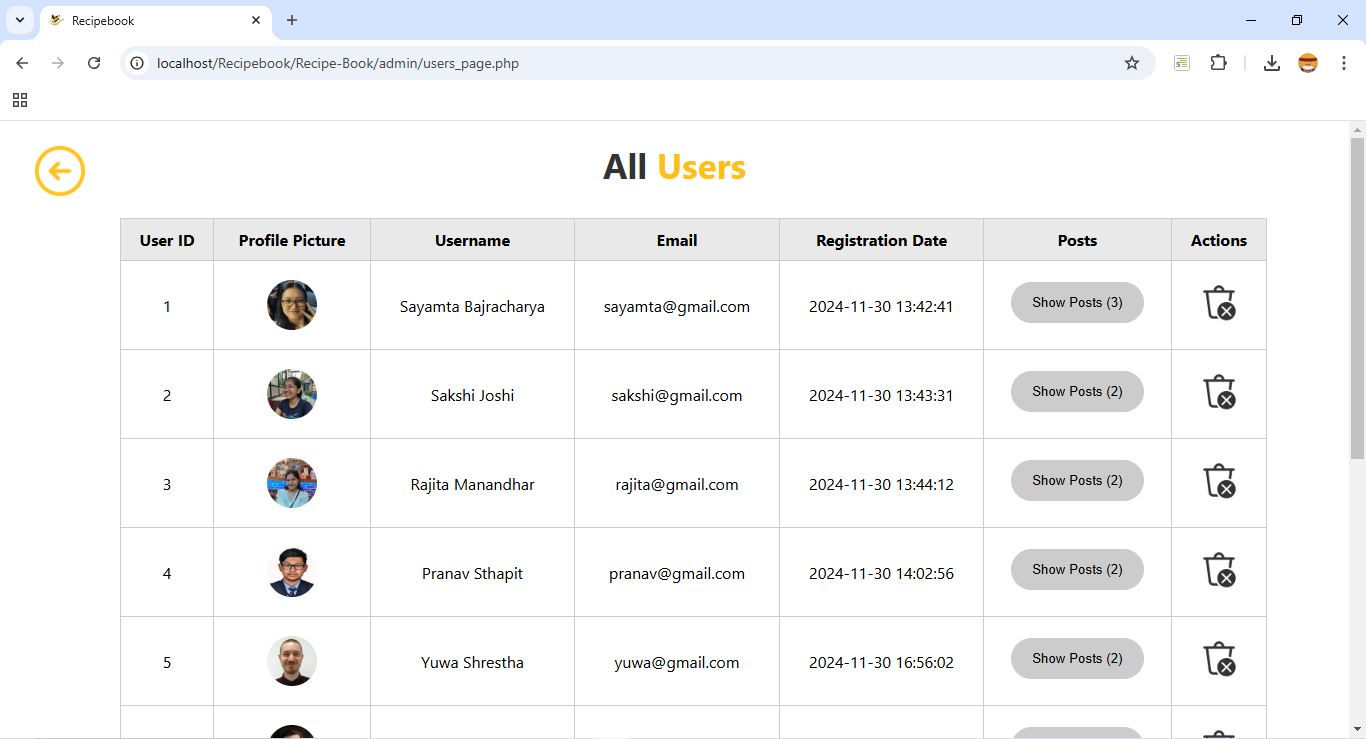 Recipebook
localhost/Recipebook/Recipe-Book/admin/users_page.php
All Users
User ID Profile Picture Username Email Registration Date Posts Actions
1 Sayamta Bajracharya sayamta@gmail.com 2024-11-30 13:42:41 Show Posts (3)
2 Sakshi Joshi sakshi@gmail.com 2024-11-30 13:43:31 Show Posts (2)
3 Rajita Manandhar rajita@gmail.com 2024-11-30 13:44:12 Show Posts (2)
4 Pranav Sthapit pranav@gmail.com 2024-11-30 14:02:56 Show Posts (2)
5 Yuwa Shrestha yuwa@gmail.com 2024-11-30 16:56:02 Show Posts (2)